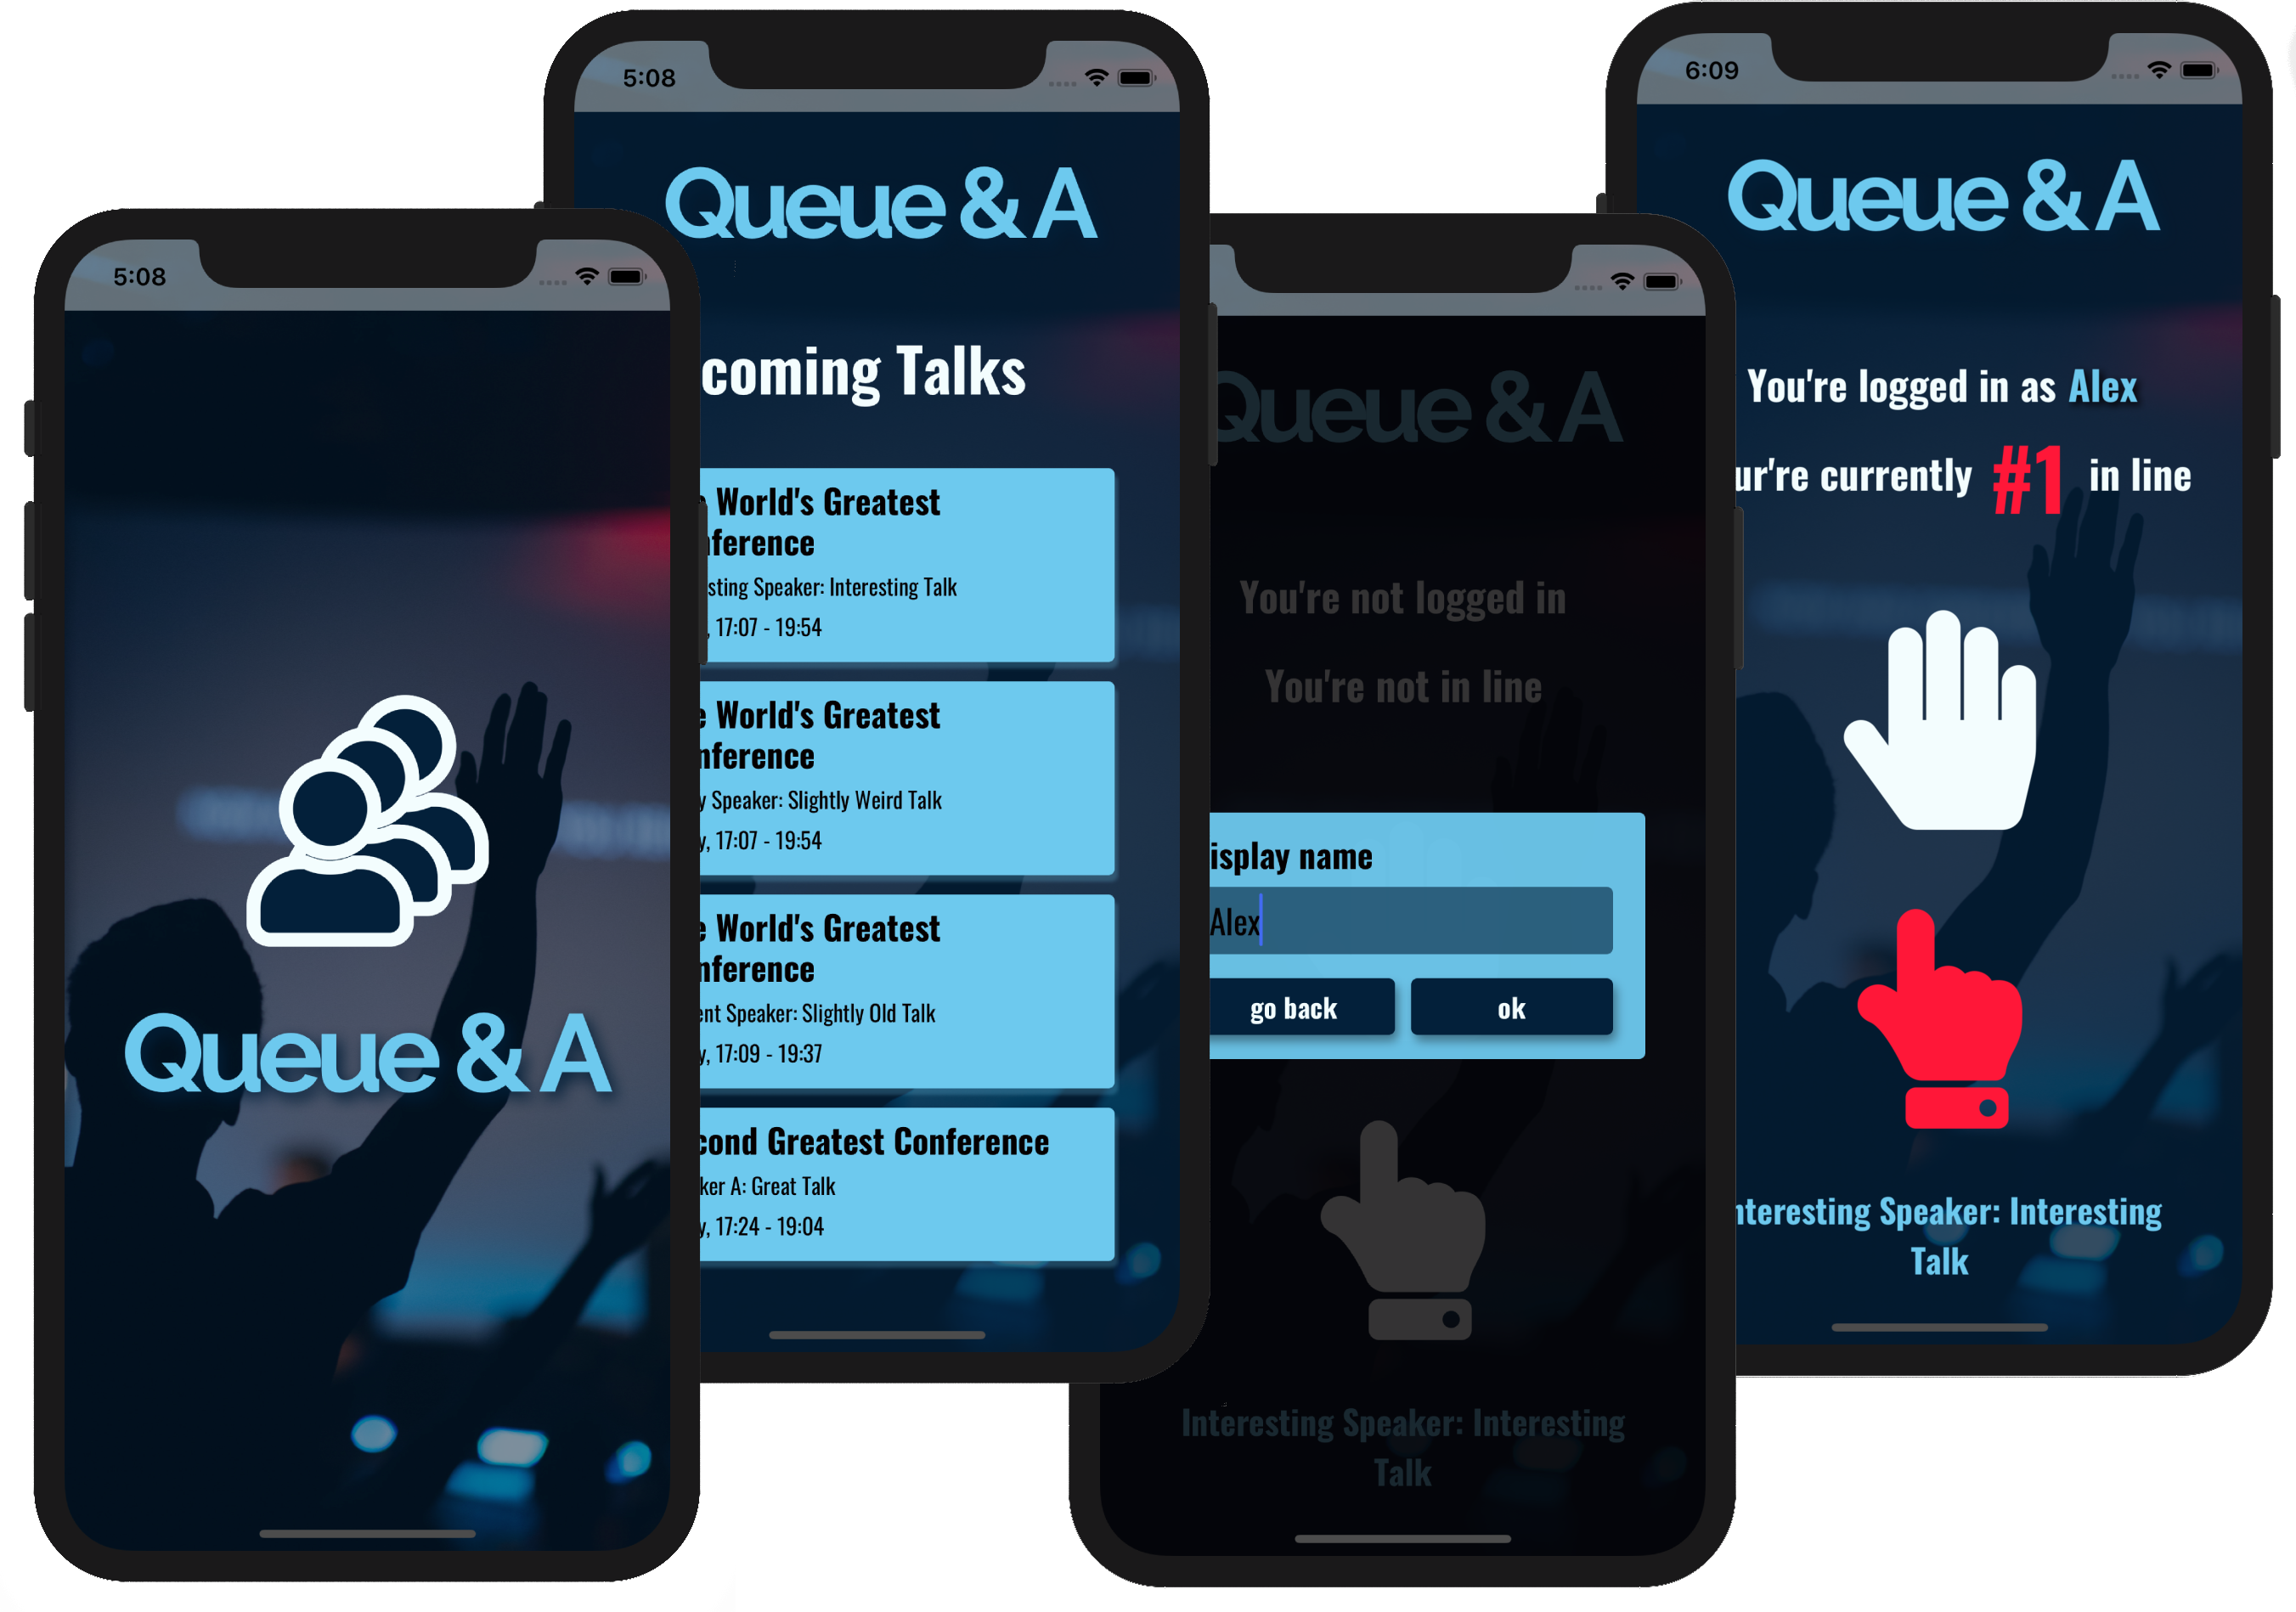 5:08
Queue & A
5:08
Queue & A
coming Talks
World's Greatest
nference
sting Speaker: Interesting Talk
, 17:07 - 19:54
World's Greatest
nference
y Speaker: Slightly Weird Talk
y, 17:07 - 19:54
World's Greatest
nference
ent Speaker: Slightly Old Talk
y, 17:09 - 19:37
cond Greatest Conference
ker A: Great Talk
y, 17:24 - 19:04
Queue & A
You're not logged in
You're not in line
isplay name
Alex
go back
ok
Interesting Speaker: Interesting
Talk
6:09
Queue & A
You're logged in as Alex
ur're currently #1 in line
nteresting Speaker: Interesting
Talk